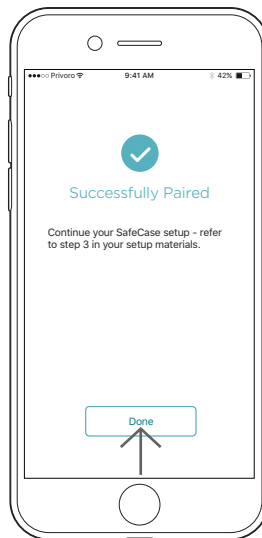 Privoro 9:41 AM 42%
Successfully Paired
Continue your SafeCase setup - refer
to step 3 in your setup materials.
Done